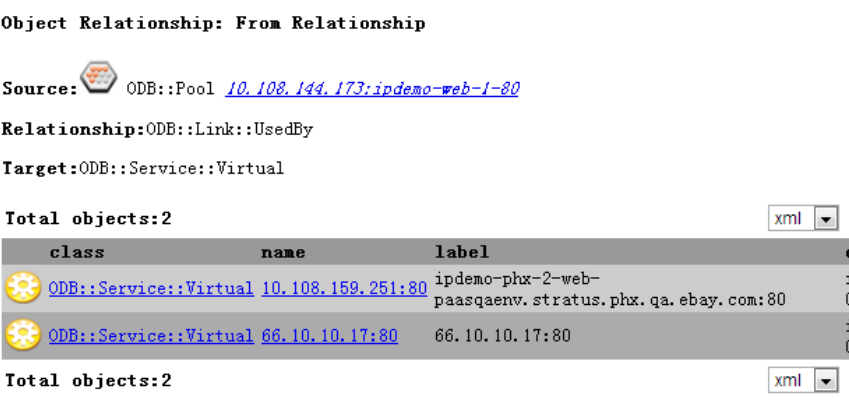 Object Relationship: From Relationship
Source: ODB::Pool 10.108.144.173:ipdemo-web-1-80
Relationship:ODB::Link::UsedBy
Target:ODB::Service::Virtual
Total objects:2 xml
class name label
ODB::Service::Virtual 10.108.159.251:80 ipdemo-phx-2-web-
paasqaenv.stratus.phx.qa.ebay.com:80
ODB::Service::Virtual 66.10.10.17:80 66.10.10.17:80
Total objects:2 xml